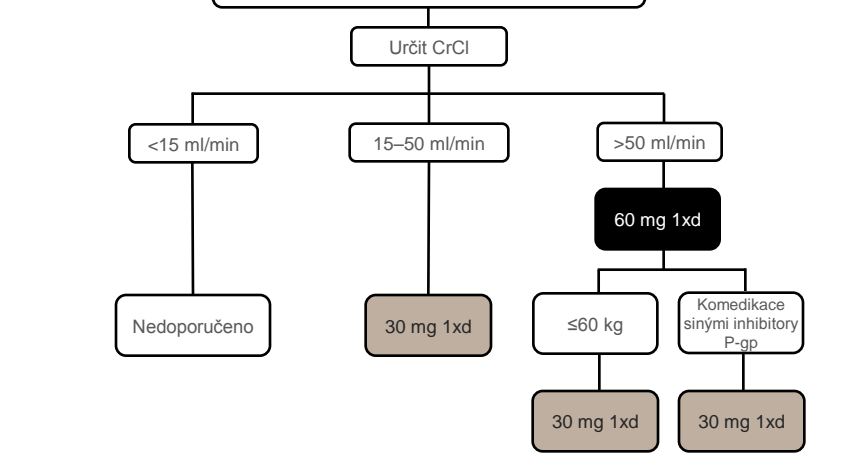 Určit CrCl
<15 ml/min
15–50 ml/min
>50 ml/min
60 mg 1xd
Nedoporučeno
30 mg 1xd
≤60 kg
Komedikace
sinými inhibitory
P-gp
30 mg 1xd
30 mg 1xd